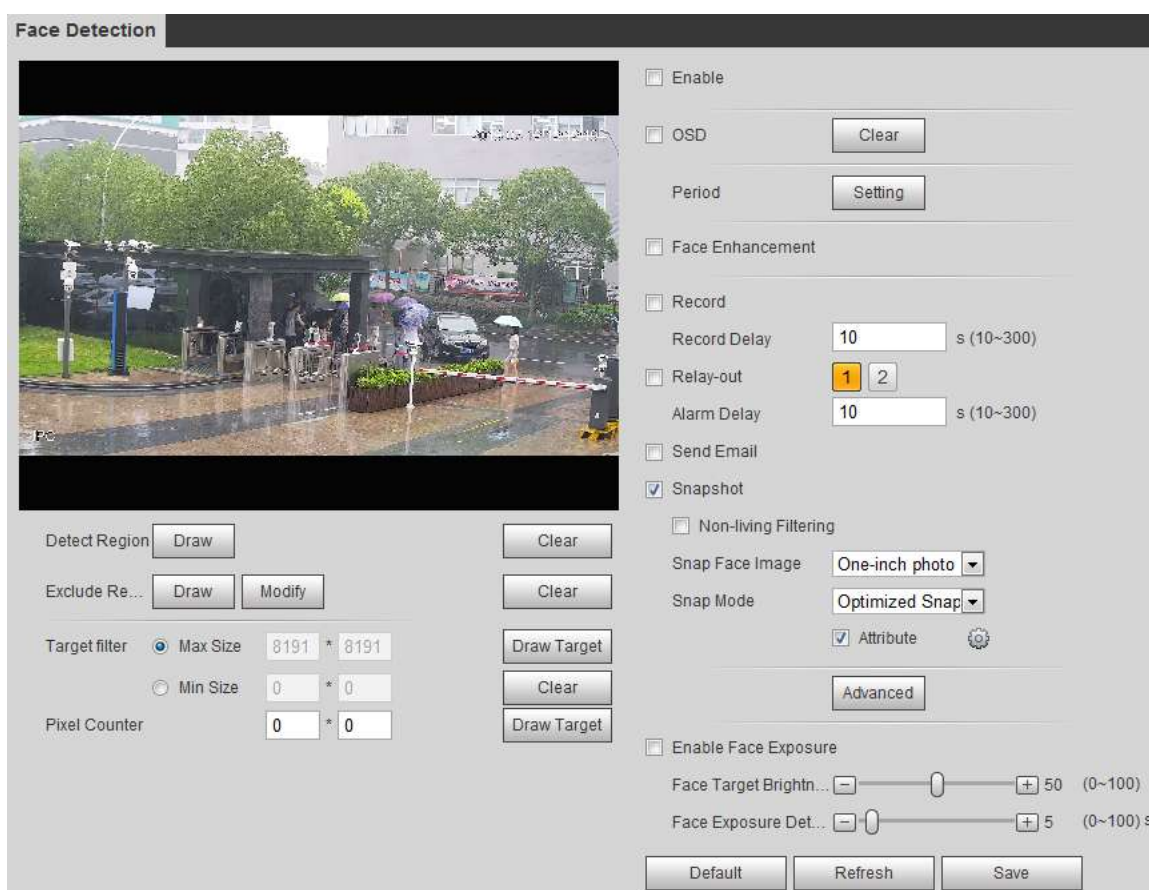 Face Detection
Enable
OSD Clear
Period Setting
Face Enhancement
Record
Record Delay 10 s (10~300)
Relay-out 1 2
Alarm Delay 10 s (10~300)
Send Email
Snapshot
Non-living Filtering
Snap Face Image One-inch photo
Snap Mode Optimized Snap
Attribute
Advanced
Enable Face Exposure
Face Target Brightn... 50 (0~100)
Face Exposure Det... 5 (0~100) s
Default Refresh Save
IPC
Detect Region Draw Clear
Exclude Re... Draw Modify Clear
Target filter Max Size 8191 * 8191 Draw Target
Min Size 0 * 0 Clear
Pixel Counter 0 * 0 Draw Target